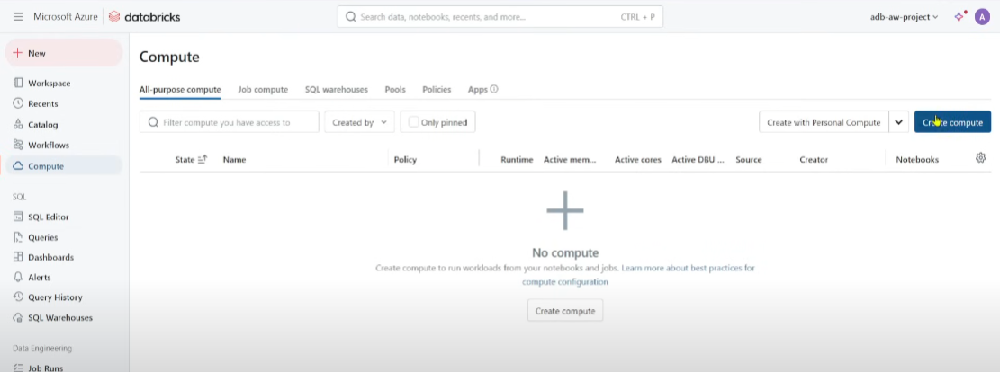 Microsoft Azure databricks Search data, notebooks, recents, and more... CTRL + P adb-aw-project A
New
Workspace
Recents
Catalog
Workflows
Compute
SQL
SQL Editor
Queries
Dashboards
Alerts
Query History
SQL Warehouses
Data Engineering
Job Runs
Compute
All-purpose compute Job compute SQL warehouses Pools Policies Apps
Filter compute you have access to Created by Only pinned Create with Personal Compute Create compute
State Name Policy Runtime Active mem... Active cores Active DBU ... Source Creator Notebooks
No compute
Create compute to run workloads from your notebooks and jobs. Learn more about best practices for
compute configuration
Create compute